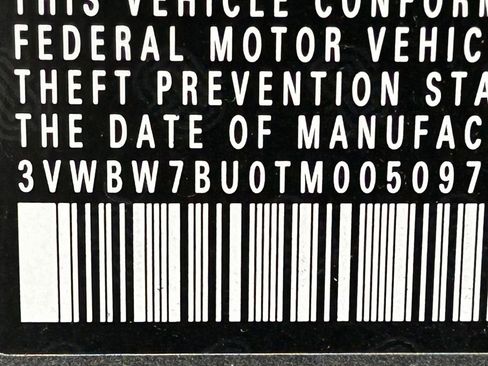 THIS VEHICLE CONFORM
FEDERAL MOTOR VEHIC
THEFT PREVENTION STA
THE DATE OF MANUFAC
3VWBW7BU0TM005097